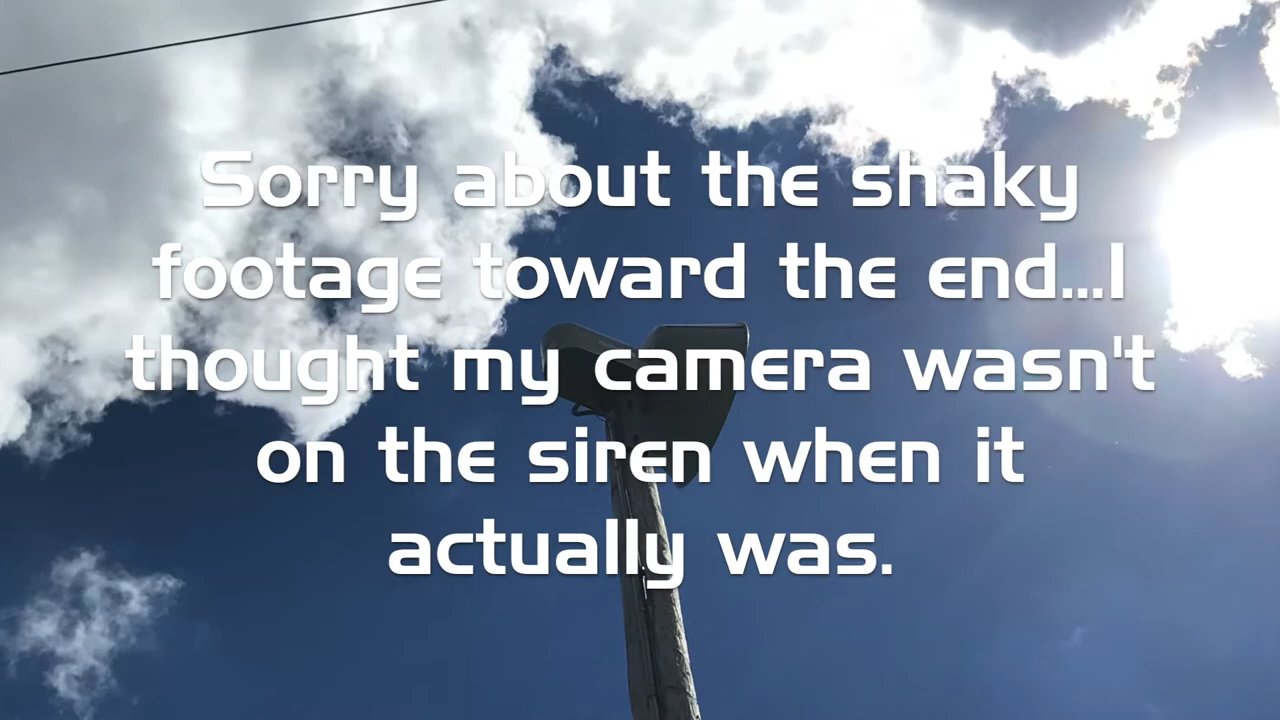 Sorry about the shaky
footage toward the end...I
thought my camera wasn't
on the siren when it
actually was.